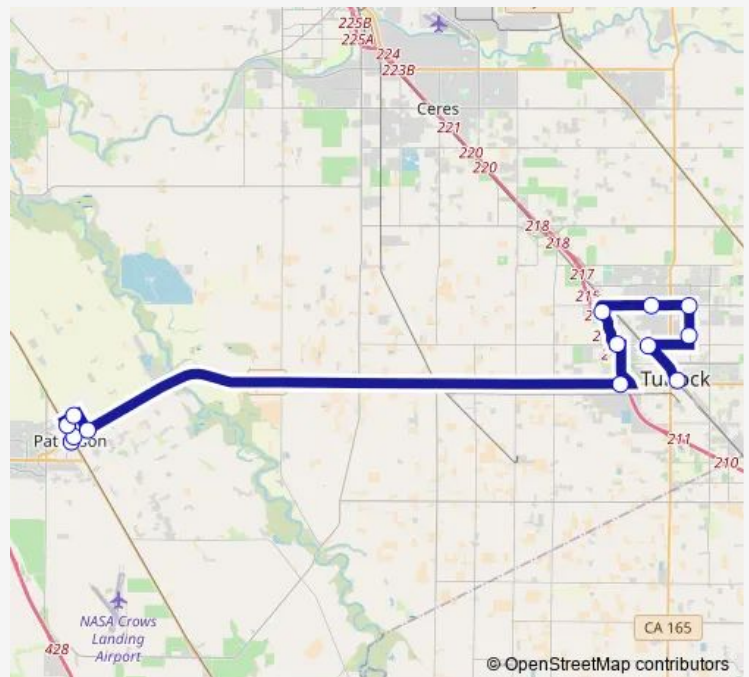 225B
225A
224
223B
Ceres
221
220
220
218
218
217
Patterson
211
210
NASA Crows
Landing
Airport
428
CA 165
© OpenStreetMap contributors